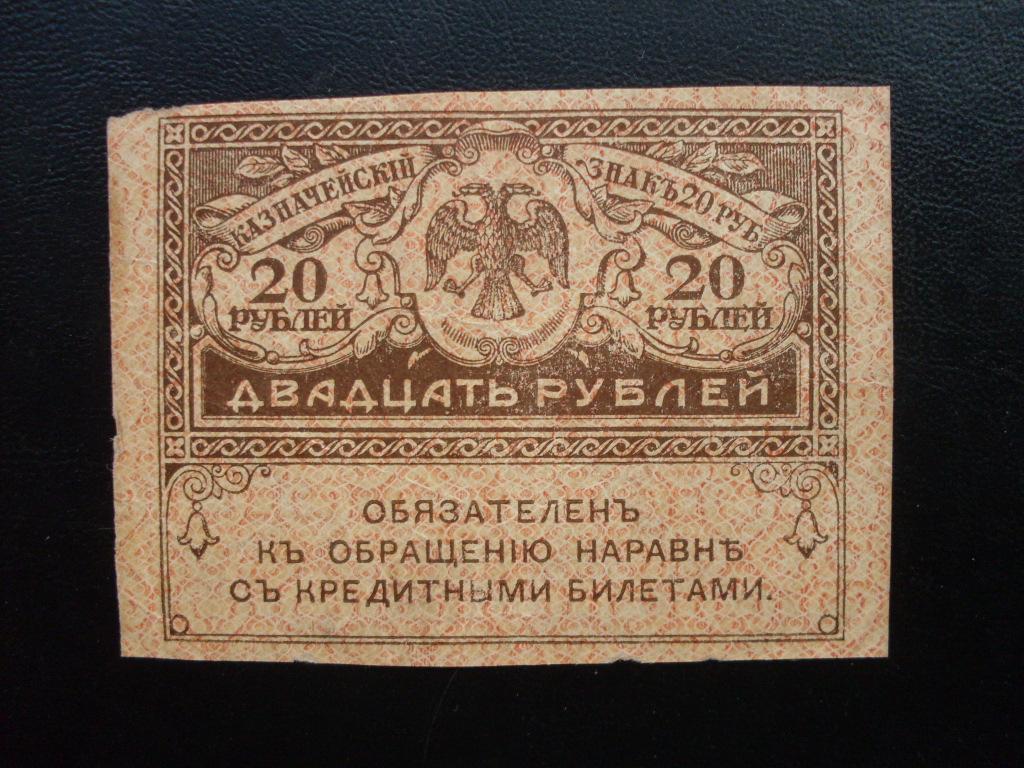 КАЗНАЧЕЙСКІЙ
ЗНАКЪ 20 РУБ.
20
РУБЛЕЙ
20
РУБЛЕЙ
ДВАДЦАТЬ РУБЛЕЙ
ОБЯЗАТЕЛЕНЪ
КЪ ОБРАЩЕНІЮ НАРАВНѢ
СЪ КРЕДИТНЫМИ БИЛЕТАМИ.